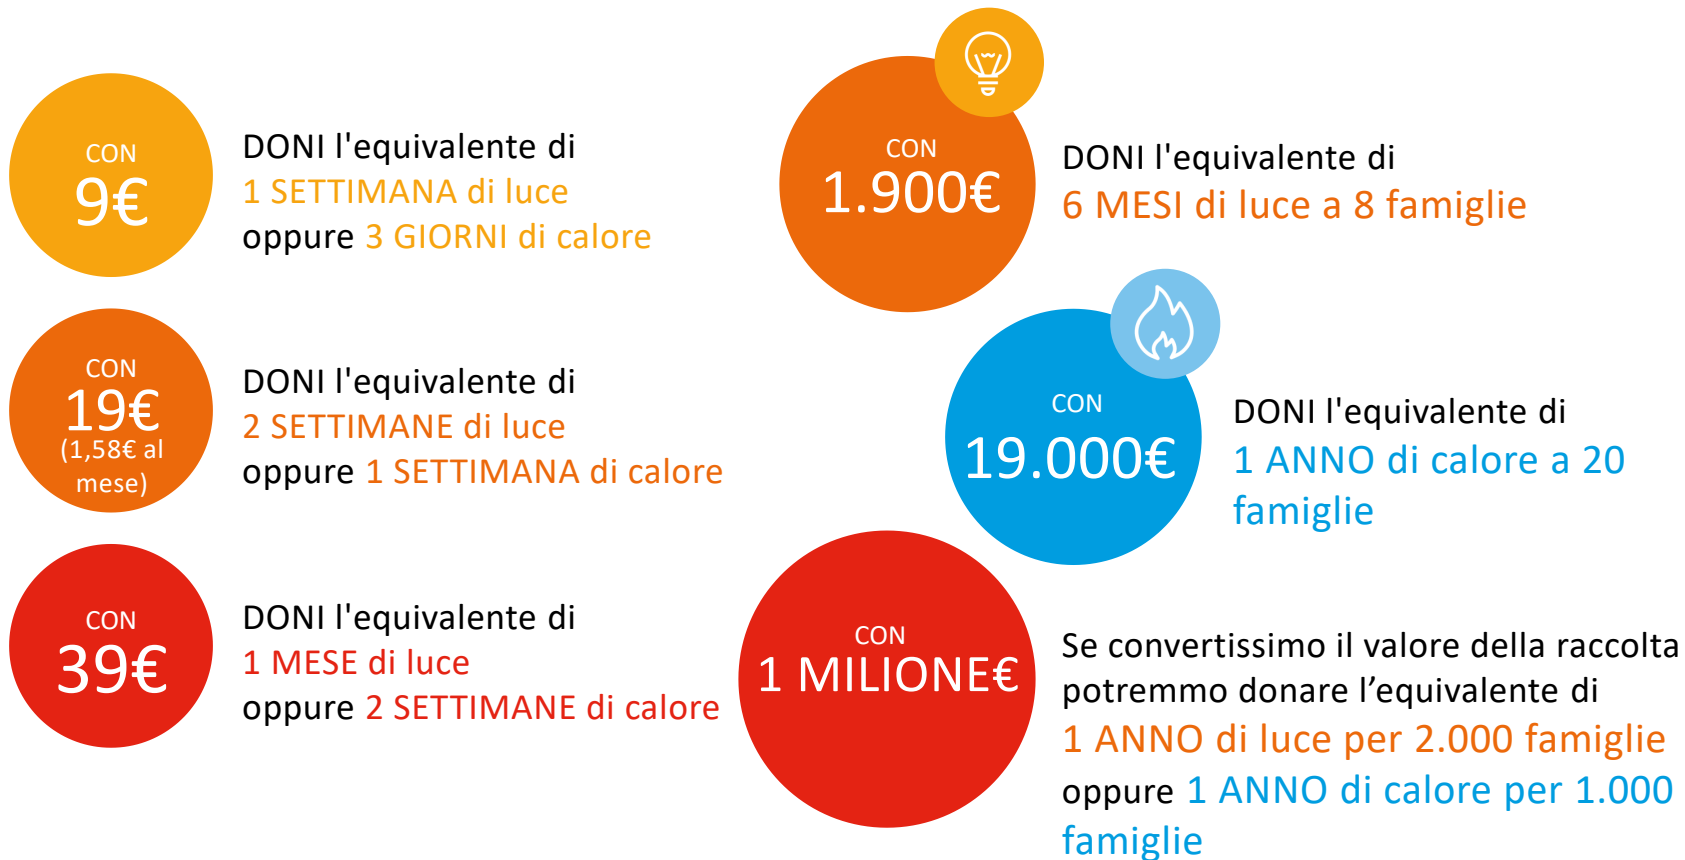 CON
9€
DONI l'equivalente di
1 SETTIMANA di luce
oppure 3 GIORNI di calore
CON
19€
(1,58€ al
mese)
DONI l'equivalente di
2 SETTIMANE di luce
oppure 1 SETTIMANA di calore
CON
39€
DONI l'equivalente di
1 MESE di luce
oppure 2 SETTIMANE di calore
CON
1.900€
DONI l'equivalente di
6 MESI di luce a 8 famiglie
CON
19.000€
DONI l'equivalente di
1 ANNO di calore a 20
famiglie
CON
1 MILIONE€
Se convertissimo il valore della raccolta
potremmo donare l’equivalente di
1 ANNO di luce per 2.000 famiglie
oppure 1 ANNO di calore per 1.000
famiglie